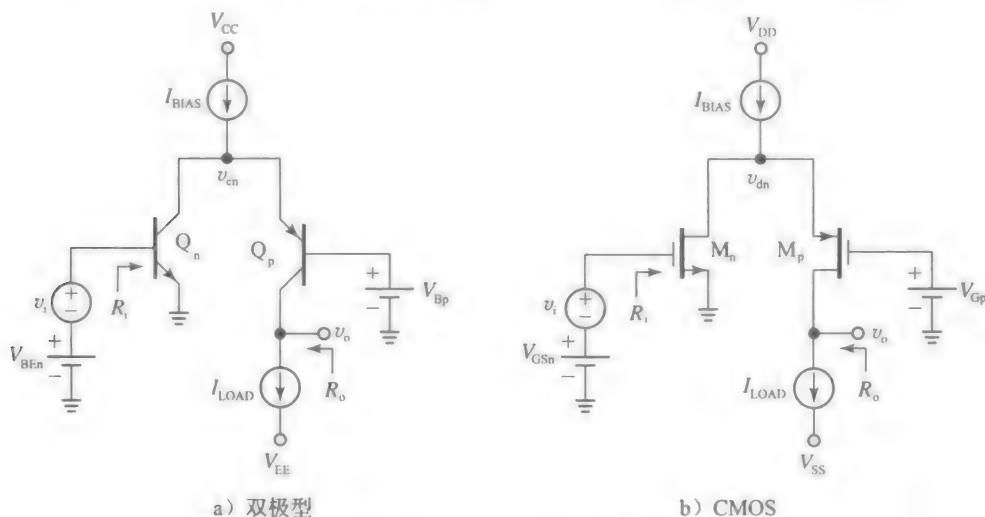 V_CC
I_BIAS
v_cn
Q_n
Q_p
R_i
v_i
V_BEn
V_Bp
v_o
I_LOAD
R_o
V_EE
a）双极型
V_DD
I_BIAS
v_dn
M_n
M_p
R_i
v_i
V_GSn
V_Gp
v_o
I_LOAD
R_o
V_SS
b）CMOS